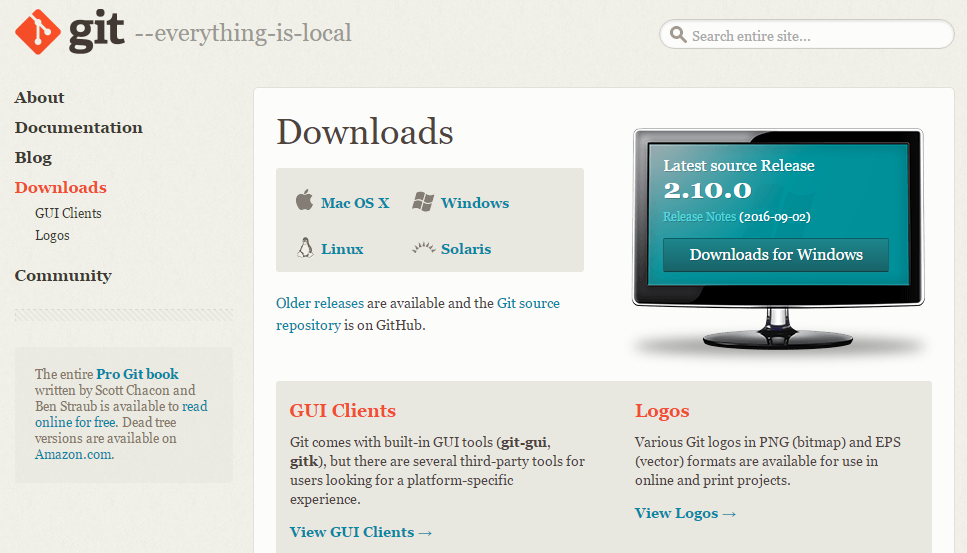 git --everything-is-local
Search entire site...
About
Documentation
Blog
Downloads
GUI Clients
Logos
Community
The entire Pro Git book
written by Scott Chacon and
Ben Straub is available to read
online for free. Dead tree
versions are available on
Amazon.com.
Downloads
Mac OS X
Windows
Linux
Solaris
Older releases are available and the Git source
repository is on GitHub.
Latest source Release
2.10.0
Release Notes (2016-09-02)
Downloads for Windows
GUI Clients
Git comes with built-in GUI tools (git-gui,
gitk), but there are several third-party tools for
users looking for a platform-specific
experience.
View GUI Clients →
Logos
Various Git logos in PNG (bitmap) and EPS
(vector) formats are available for use in
online and print projects.
View Logos →